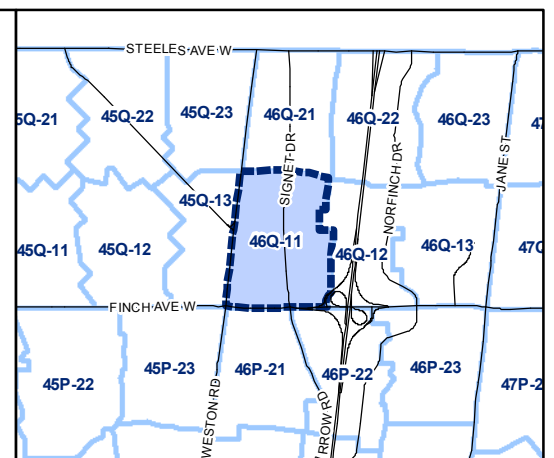 STEELES AVE W
5Q-21
45Q-22
45Q-23
46Q-21
46Q-22
46Q-23
47
SIGNET DR
NORFINCH DR
JANE ST
45Q-13
45Q-11
45Q-12
46Q-11
46Q-12
46Q-13
47Q
FINCH AVE W
45P-22
45P-23
46P-21
46P-22
46P-23
47P-2
WESTON RD
RROW RD